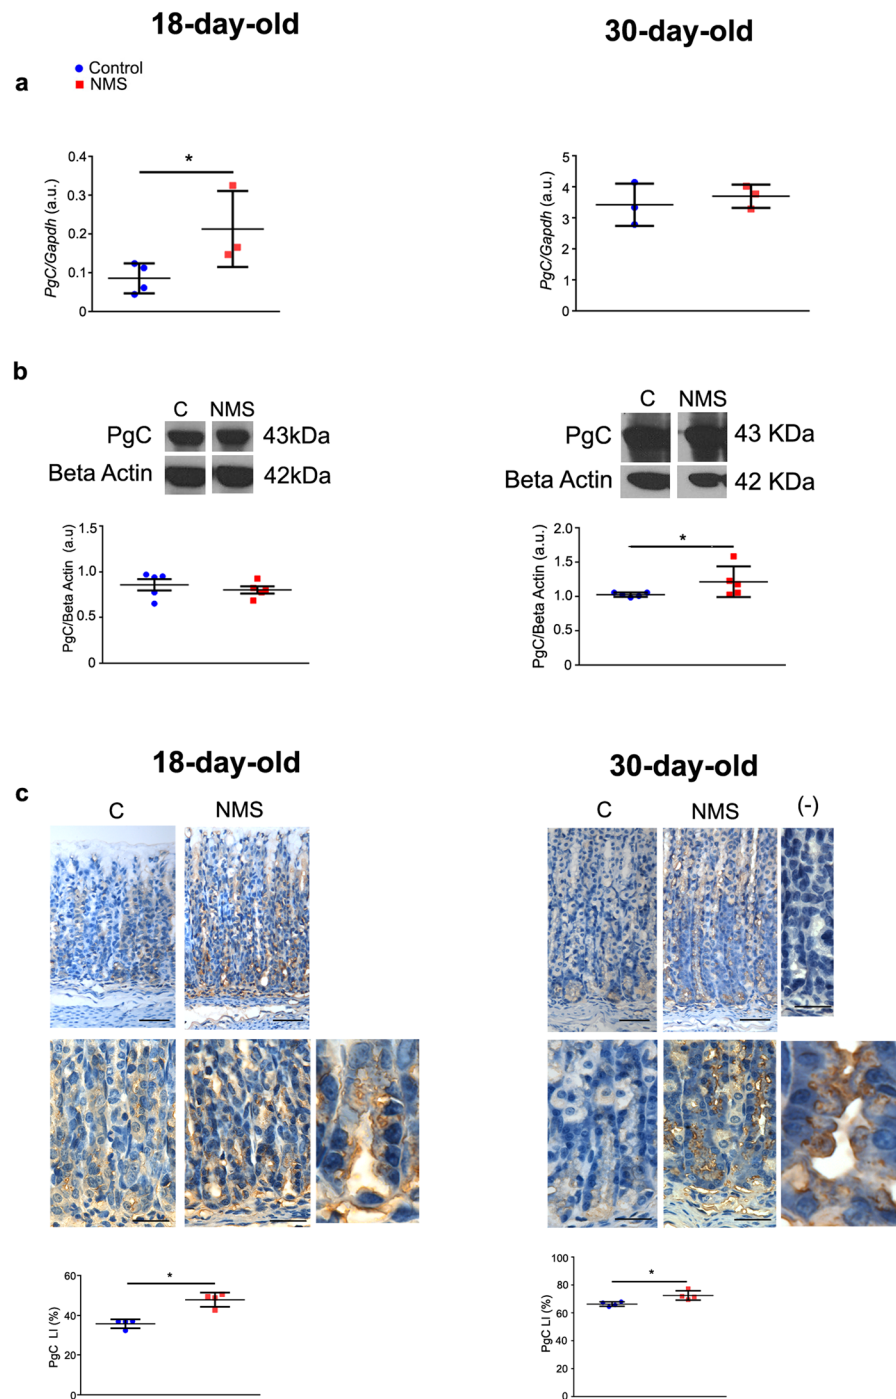 18-day-old
30-day-old
Control
NMS
a
PgC/Gapdh (a.u.)
0.4
0.3
0.2
0.1
0
*
PgC/Gapdh (a.u.)
5
4
3
2
1
0
b
C NMS
PgC 43kDa
Beta Actin 42kDa
C NMS
PgC 43 KDa
Beta Actin 42 KDa
PgC/Beta Actin (a.u)
1.5
1.0
0.5
0
PgC/Beta Actin (a.u.)
2.0
1.5
1.0
0.5
0
*
18-day-old
30-day-old
c
C NMS
C NMS (-)
PgC LI (%)
60
40
20
0
*
PgC LI (%)
100
80
60
40
20
0
*